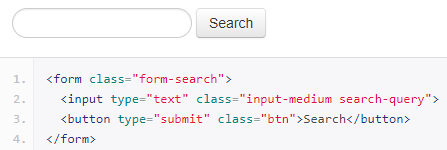 Search
1. <form class="form-search">
2.   <input type="text" class="input-medium search-query">
3.   <button type="submit" class="btn">Search</button>
4. </form>